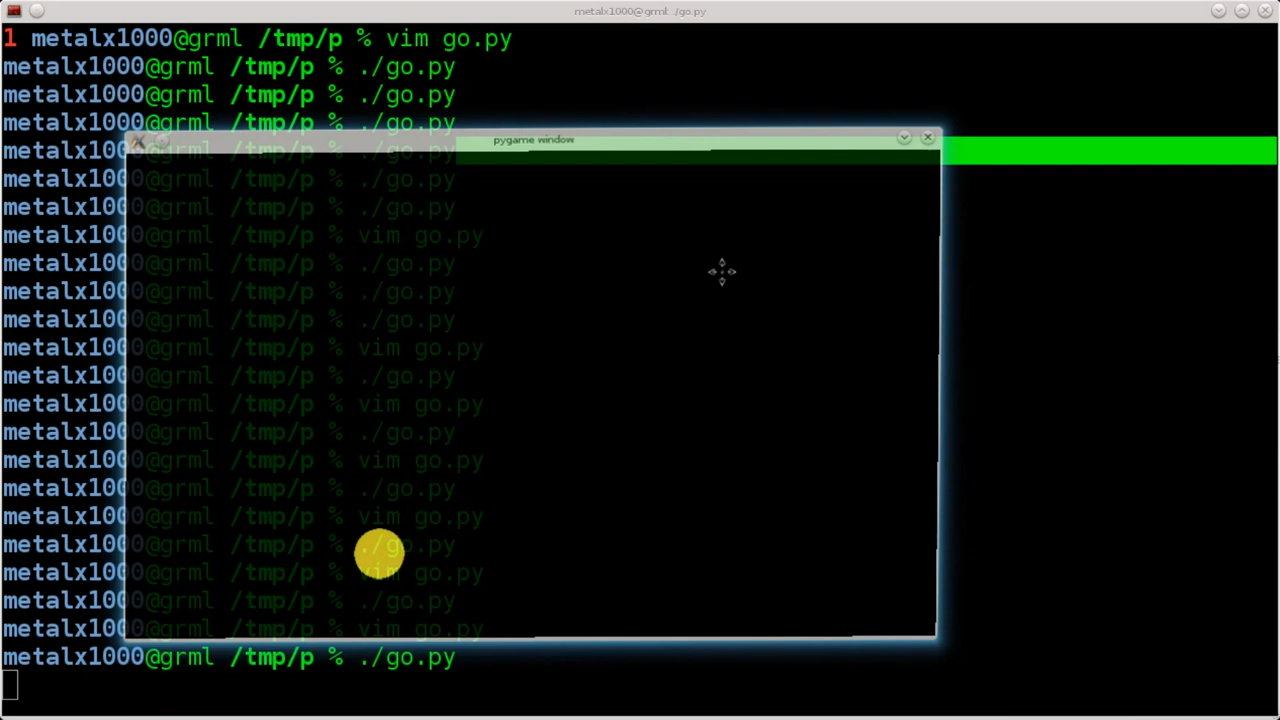 metalx1000@grml: ./go.py
1 metalx1000@grml /tmp/p % vim go.py
metalx1000@grml /tmp/p % ./go.py
metalx1000@grml /tmp/p % ./go.py
metalx1000@grml /tmp/p % ./go.py
pygame window
metalx1000@grml /tmp/p % ./go.py
metalx1000@grml /tmp/p % ./go.py
metalx1000@grml /tmp/p % ./go.py
metalx1000@grml /tmp/p % vim go.py
metalx1000@grml /tmp/p % ./go.py
metalx1000@grml /tmp/p % ./go.py
metalx1000@grml /tmp/p % ./go.py
metalx1000@grml /tmp/p % vim go.py
metalx1000@grml /tmp/p % ./go.py
metalx1000@grml /tmp/p % vim go.py
metalx1000@grml /tmp/p % ./go.py
metalx1000@grml /tmp/p % vim go.py
metalx1000@grml /tmp/p % ./go.py
metalx1000@grml /tmp/p % vim go.py
metalx1000@grml /tmp/p % ./go.py
metalx1000@grml /tmp/p % vim go.py
metalx1000@grml /tmp/p % ./go.py
metalx1000@grml /tmp/p % vim go.py
metalx1000@grml /tmp/p % ./go.py